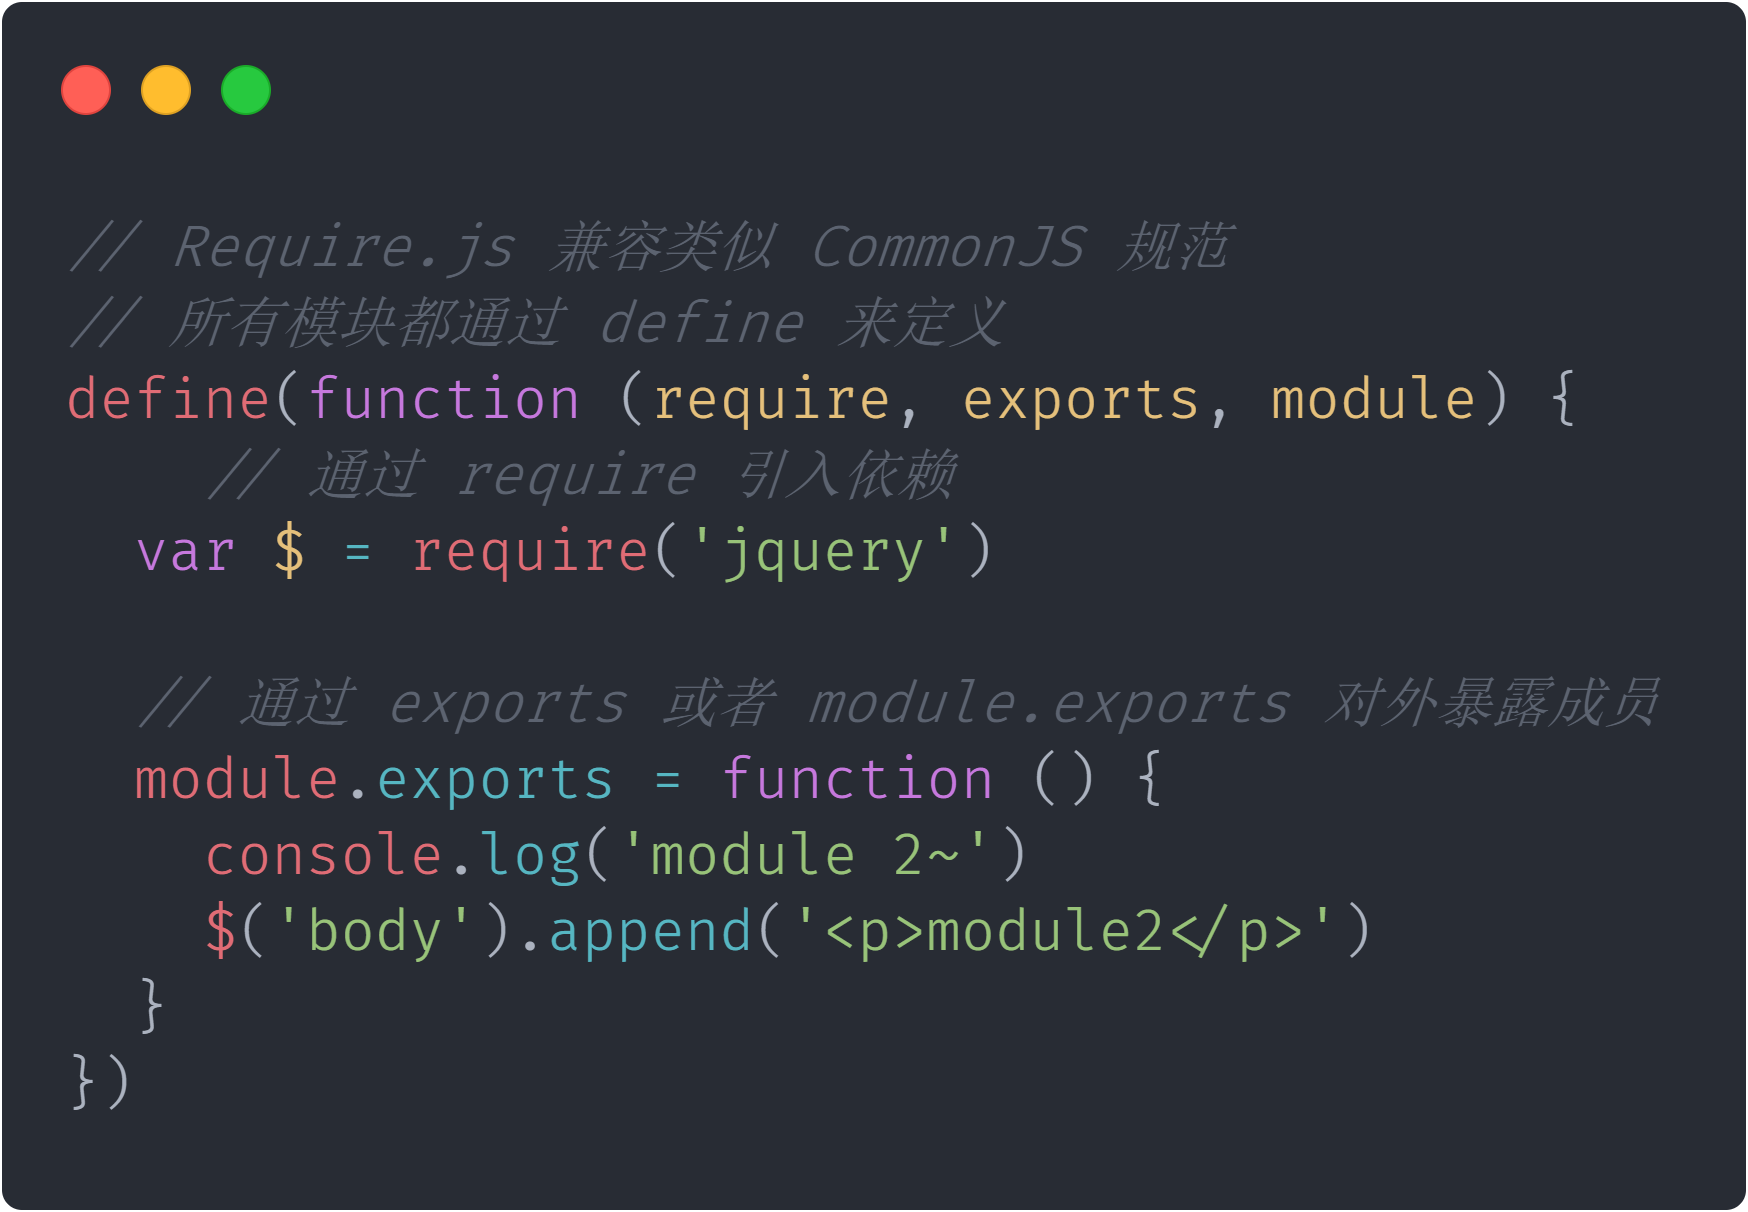 // Require.js 兼容类似 CommonJS 规范
// 所有模块都通过 define 来定义
define(function (require, exports, module) {
    // 通过 require 引入依赖
  var $ = require('jquery')

  // 通过 exports 或者 module.exports 对外暴露成员
  module.exports = function () {
    console.log('module 2~')
    $('body').append('<p>module2</p>')
  }
})